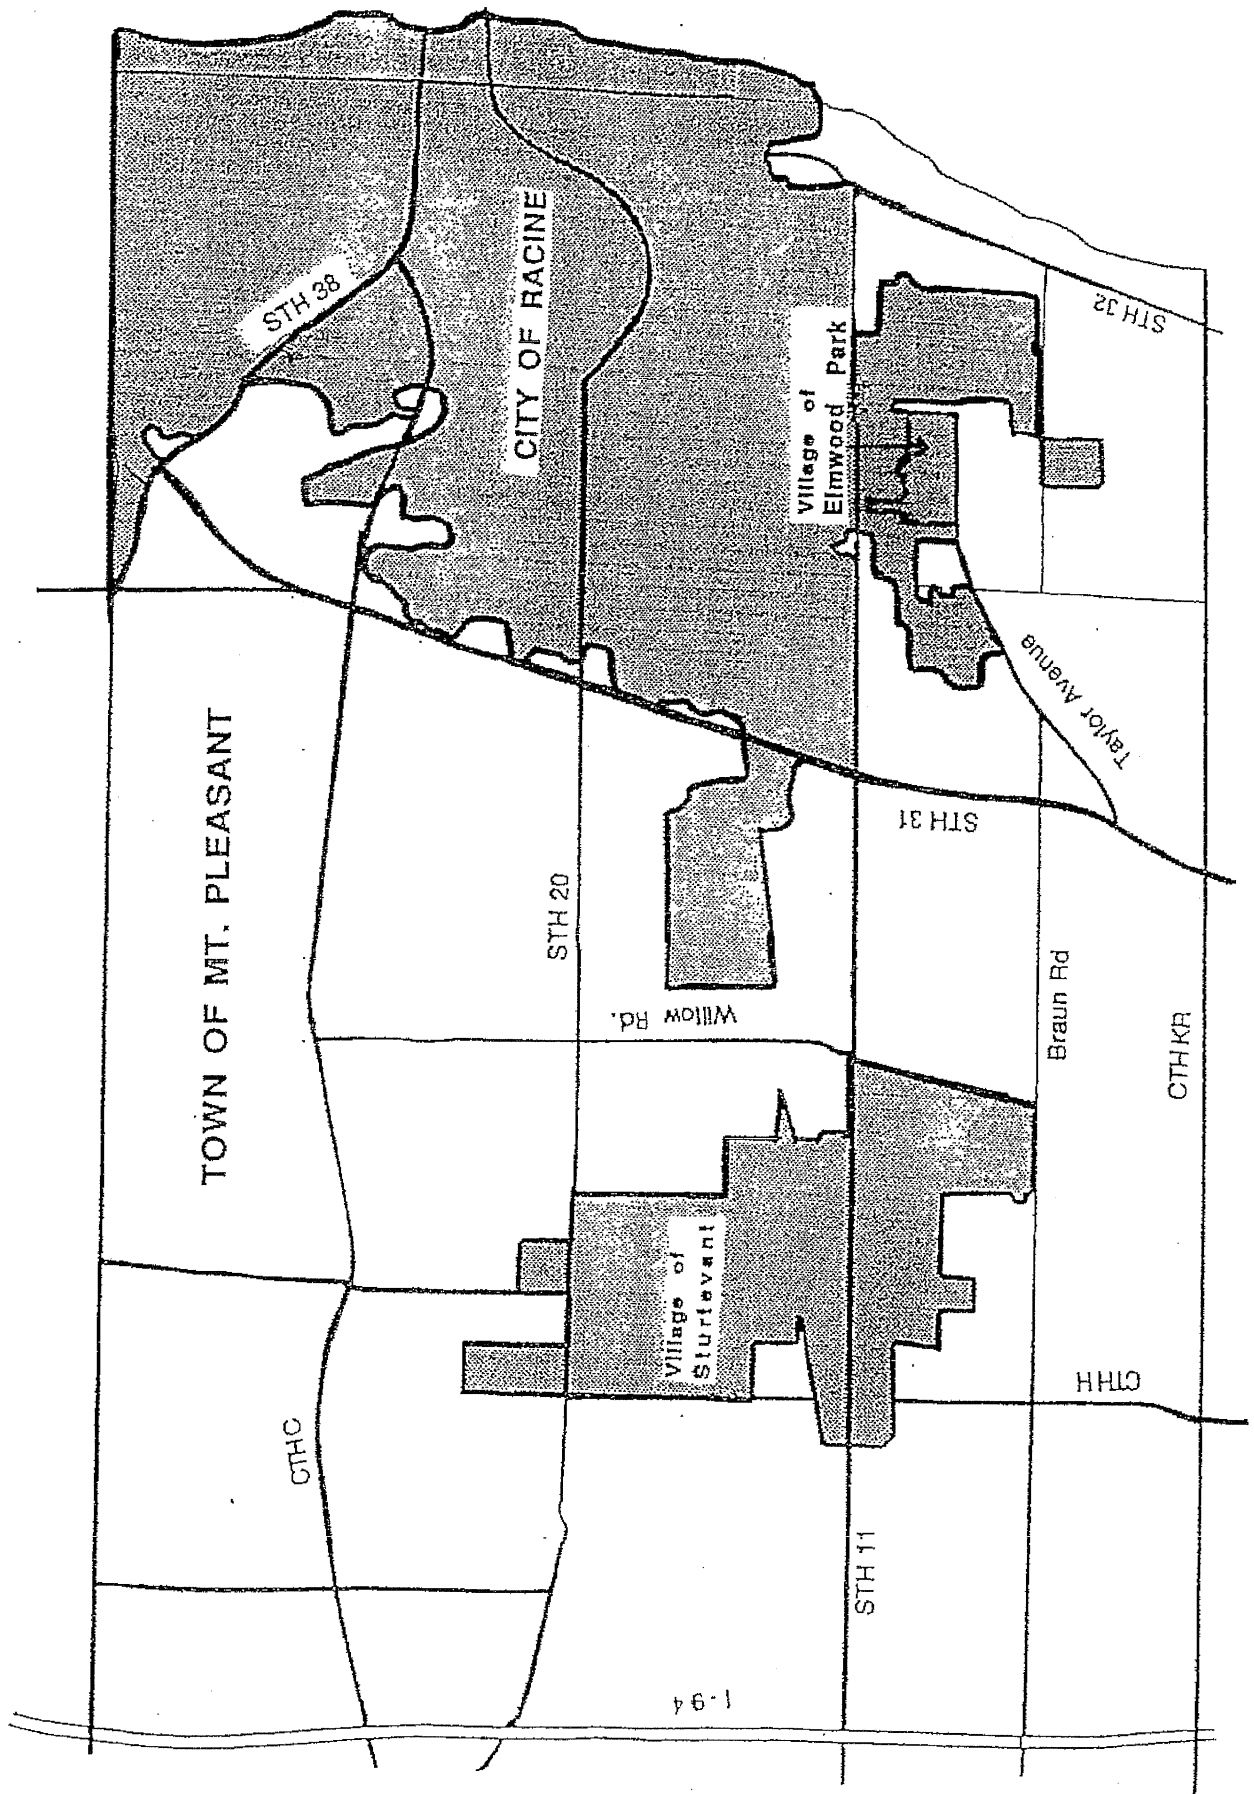 TOWN OF MT. PLEASANT
CITY OF RACINE
STH 38
Village of
Elmwood Park
STH 32
Taylor Avenue
STH 31
STH 20
Willow Rd.
Braun Rd
CTH KR
Village of
Sturtevant
CTH H
CTH C
STH 11
I-94